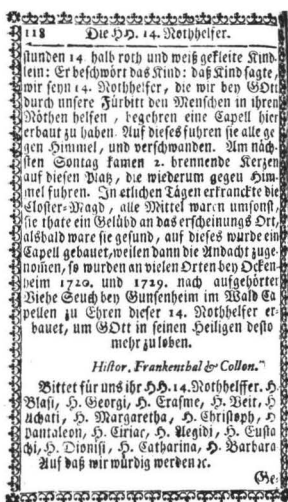 118 Die HH. 14. Nothhelfer.
stunden 14. halb roth und weiß gekleite Kind-
lein: Er beschwört das Kind: daß Kind sagte,
wir seyn 14. Nothhelfer, die wir bey GOtt
durch unsere Fürbitt den Menschen in ihren
Nöthen helfen, begehren eine Capell hier
erbaut zu haben. Auf dieses fuhren sie alle ge-
gen Himmel, und verschwanden. Am näch-
sten Sontag kamen 2. brennende Kerzen
auf diesen Platz, die wiederum gegen Him-
mel fuhren. In etlichen Tägen erkranckte die
Closter-Magd, alle Mittel waren umsonst,
sie thate ein Gelübd an das erscheinungs Ort,
alsbald ware sie gesund, auf dieses wurde ein
Capell gebauet, weilen dann die Andacht zuge-
nommen, so wurden an vielen Orten bey Ocken-
heim 1720. und 1729. nach aufgehörter
Viehe Seuch bey Gunsenheim im Wald Ca-
pellen zu Ehren dieser 14. Nothhelfer er-
bauet, um GOtt in seinen Heiligen desto
mehr zu loben.
Histor. Frankenthal & Collon.
Bittet für uns ihr HH. 14. Nothhelffer. H.
Blasi, H. Georgi, H. Erasme, H. Veit, H.
Euchati, H. Margaretha, H. Christoph, H.
Pantaleon, H. Ciriac, H. Aegidi, H. Eusta-
chi, H. Dionisi, H. Catharina, H. Barbara
Auf daß wir würdig werden ꝛc.
Ge-